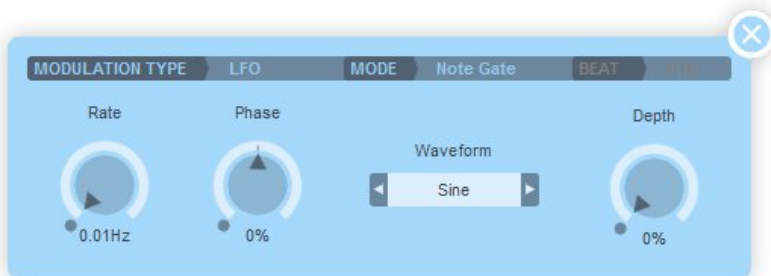 MODULATION TYPE LFO MODE Note Gate BEAT
Rate Phase Depth
Waveform
Sine
0.01Hz 0% 0%